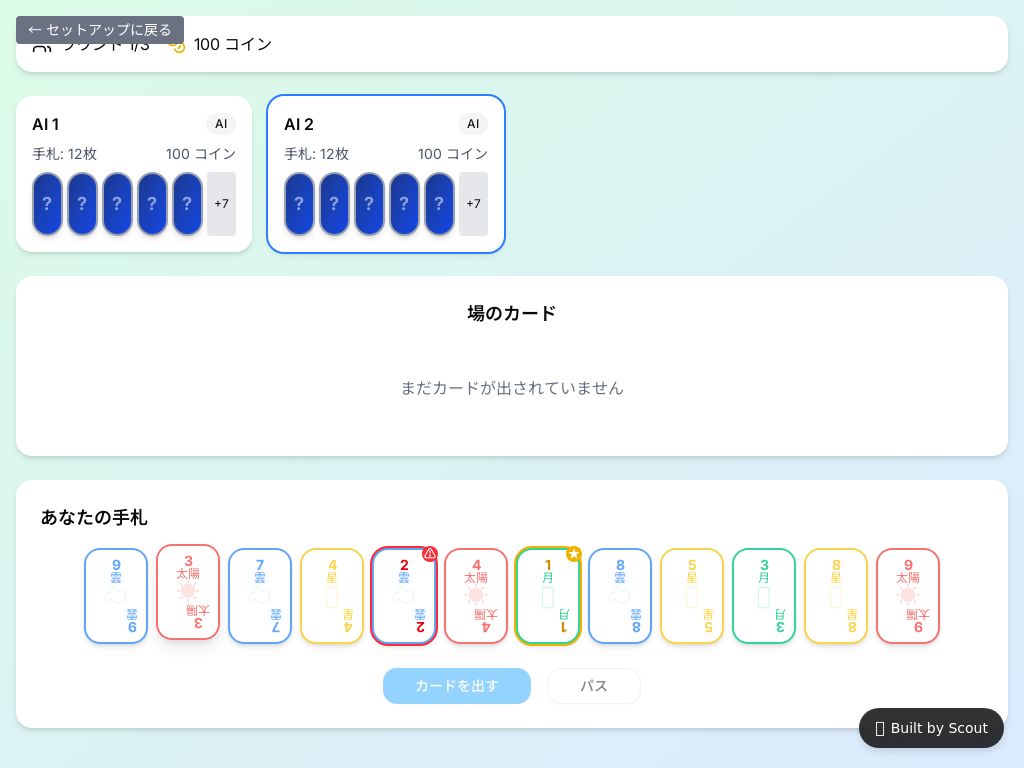 ← セットアップに戻る
ラウンド 1/3 100 コイン
AI 1 AI
手札: 12枚 100 コイン
? ? ? ? ? +7
AI 2 AI
手札: 12枚 100 コイン
? ? ? ? ? +7
場のカード
まだカードが出されていません
あなたの手札
9 雲 雲 9
3 太陽 太陽 3
7 雲 雲 7
4 星 星 4
2 雲 雲 2
4 太陽 太陽 4
1 月 月 1
8 雲 雲 8
5 星 星 5
3 月 月 3
8 星 星 8
9 太陽 太陽 9
カードを出す パス
Built by Scout